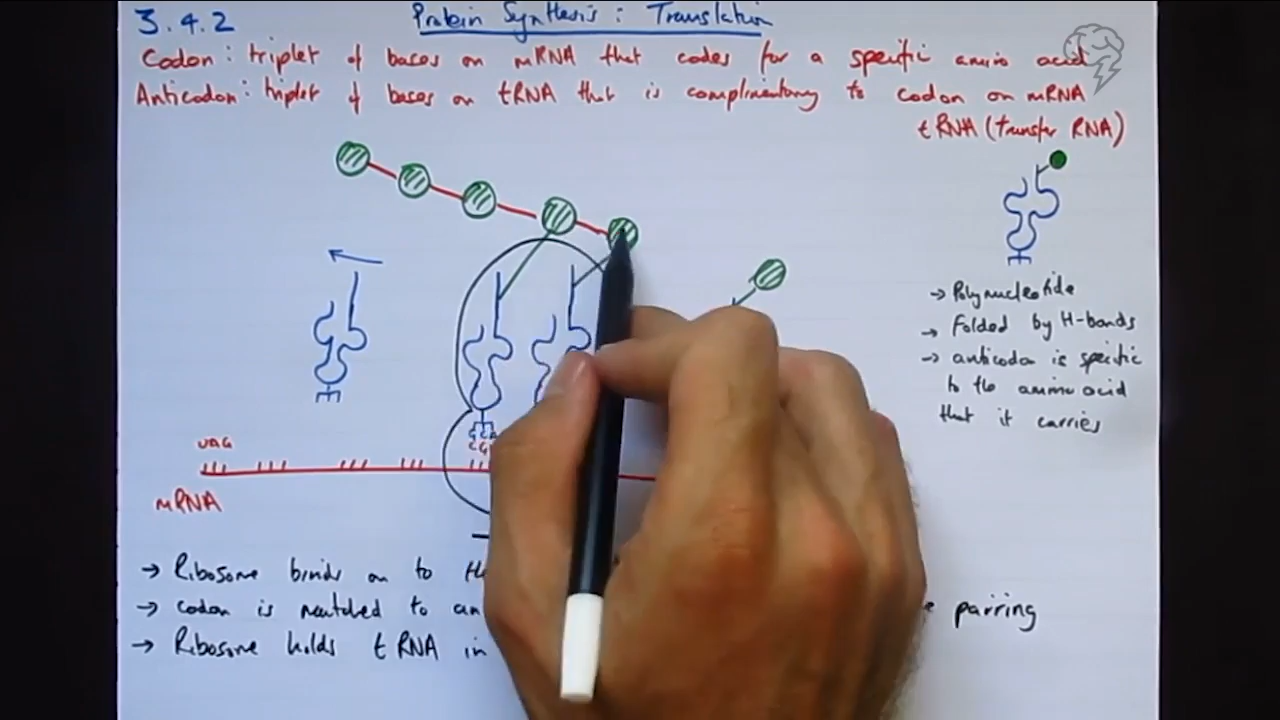 3.4.2
Protein Synthesis: Translation
Codon: triplet of bases on mRNA that codes for a specific amino acid
Anticodon: triplet of bases on tRNA that is complimentary to codon on mRNA
tRNA (transfer RNA)
→ Polynucleotide
→ Folded by H-bonds
→ anticodon is specific
to the amino acid
that it carries
UAG
mRNA
→ Ribosome binds on to
→ codon is matched to an pairing
→ Ribosome holds tRNA in